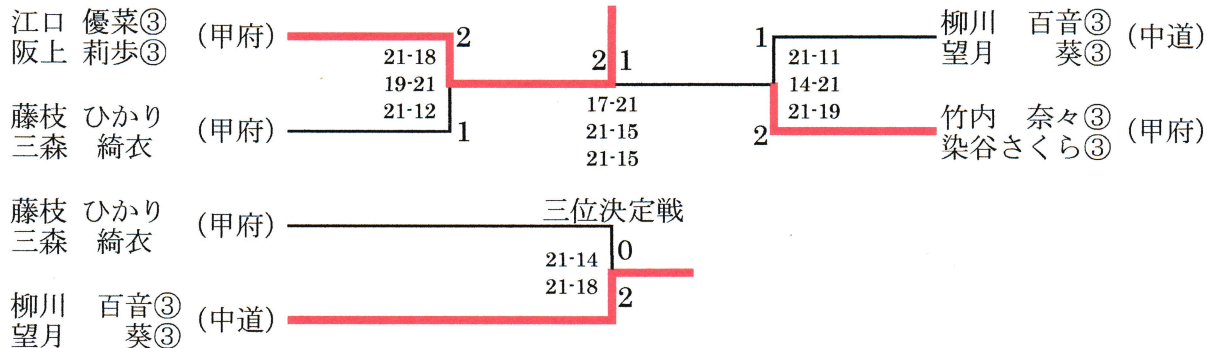 江口 優菜③
阪上 莉歩③
(甲府)
2
21-18
19-21
21-12
藤枝 ひかり
三森 綺衣
(甲府)
1
2 1
17-21
21-15
21-15
柳川 百音③
望月 葵③
(中道)
1
21-11
14-21
21-19
竹内 奈々③
染谷さくら③
(甲府)
2
三位決定戦
藤枝 ひかり
三森 綺衣
(甲府)
0
21-14
21-18
柳川 百音③
望月 葵③
(中道)
2